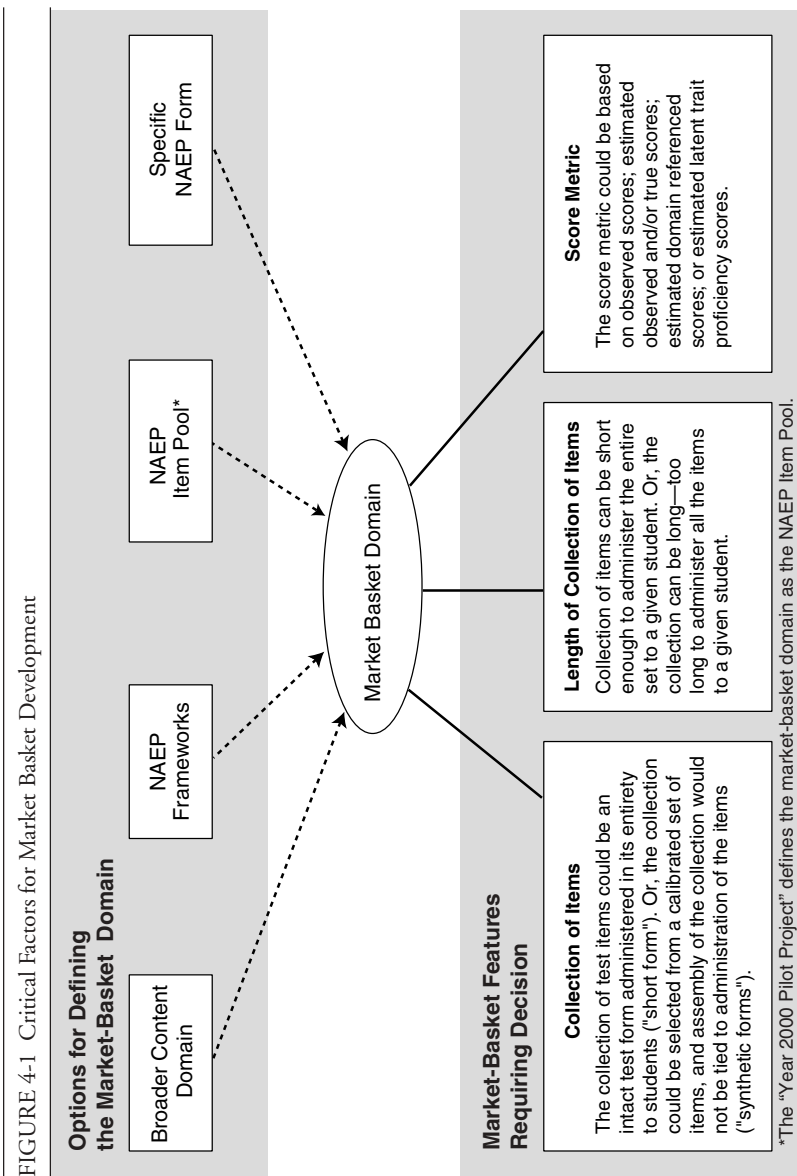 FIGURE 4-1 Critical Factors for Market Basket Development
Options for Defining
the Market-Basket Domain
Broader Content
Domain
NAEP
Frameworks
NAEP
Item Pool*
Specific
NAEP Form
Market Basket Domain
Market-Basket Features
Requiring Decision
Collection of Items
The collection of test items could be an
intact test form administered in its entirety
to students ("short form"). Or, the collection
could be selected from a calibrated set of
items, and assembly of the collection would
not be tied to administration of the items
("synthetic forms").
Length of Collection of Items
Collection of items can be short
enough to administer the entire
set to a given student. Or, the
collection can be long—too
long to administer all the items
to a given student.
Score Metric
The score metric could be based
on observed scores; estimated
observed and/or true scores;
estimated domain referenced
scores; or estimated latent trait
proficiency scores.
*The "Year 2000 Pilot Project" defines the market-basket domain as the NAEP Item Pool.